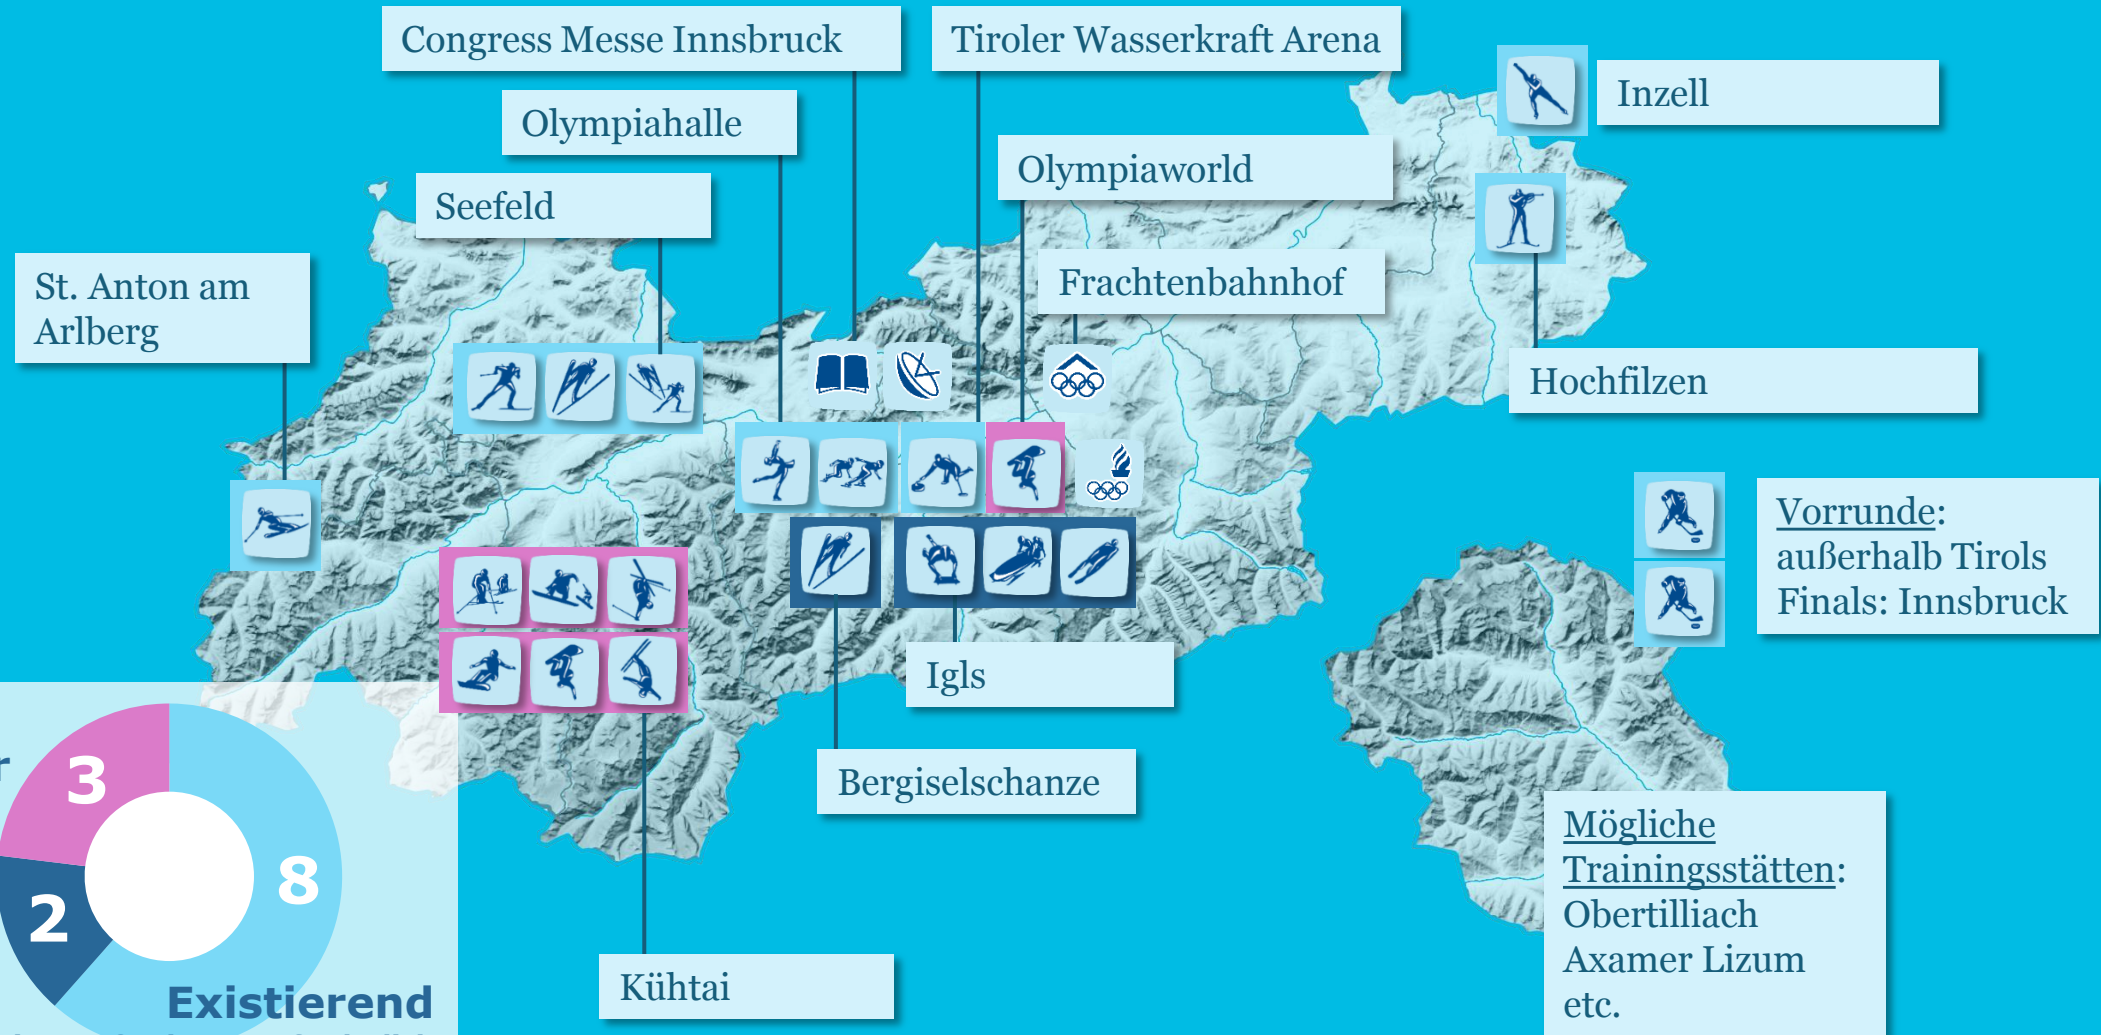 Congress Messe Innsbruck
Tiroler Wasserkraft Arena
Olympiahalle
Inzell
Olympiaworld
Seefeld
Frachtenbahnhof
St. Anton am
Arlberg
Hochfilzen
Vorrunde:
außerhalb Tirols
Finals: Innsbruck
Igls
Bergiselschanze
Mögliche
Trainingsstätten:
Obertilliach
Axamer Lizum
etc.
Kühtai
3
8
2
Existierend